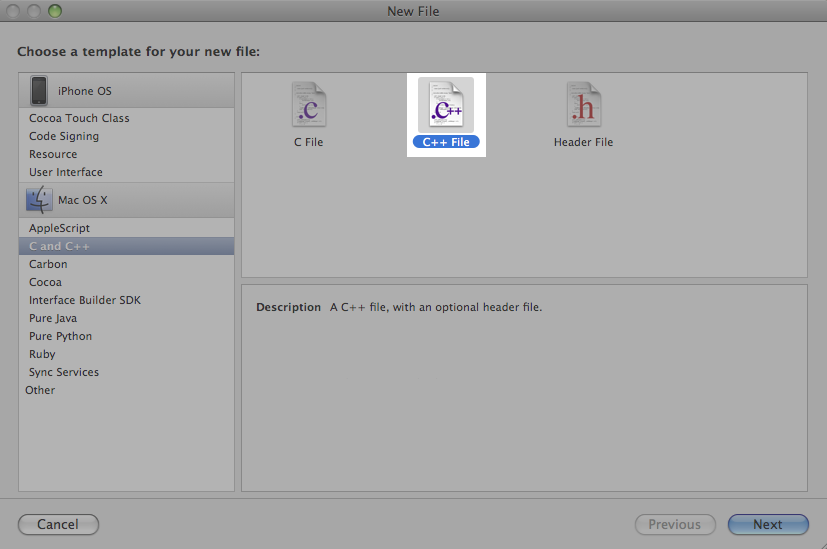 New File
Choose a template for your new file:
iPhone OS
Cocoa Touch Class
Code Signing
Resource
User Interface
Mac OS X
AppleScript
C and C++
Carbon
Cocoa
Interface Builder SDK
Pure Java
Pure Python
Ruby
Sync Services
Other
.c
.c++
.h
C File
C++ File
Header File
Description A C++ file, with an optional header file.
Cancel
Previous
Next